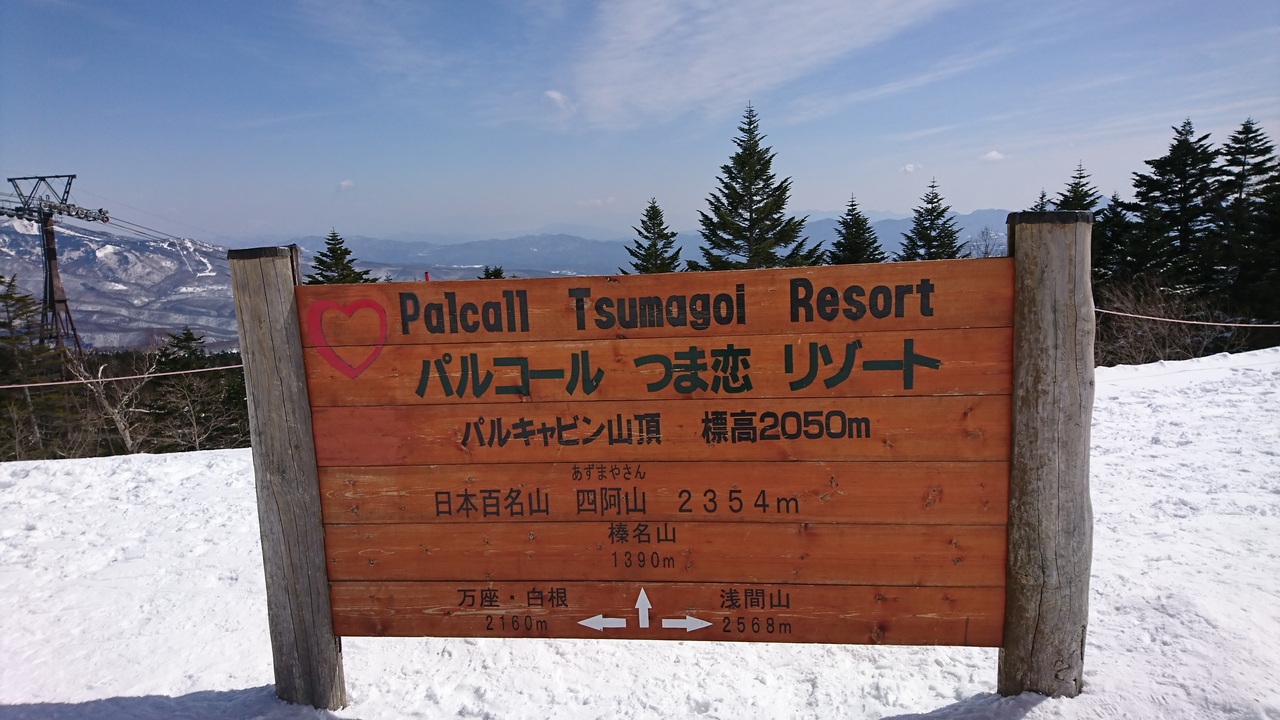 Palcall Tsumagoi Resort
パルコール つま恋 リゾート
パルキャビン山頂 標高2050m
あずまやさん
日本百名山 四阿山 2354m
榛名山
1390m
万座・白根 浅間山
2160m 2568m